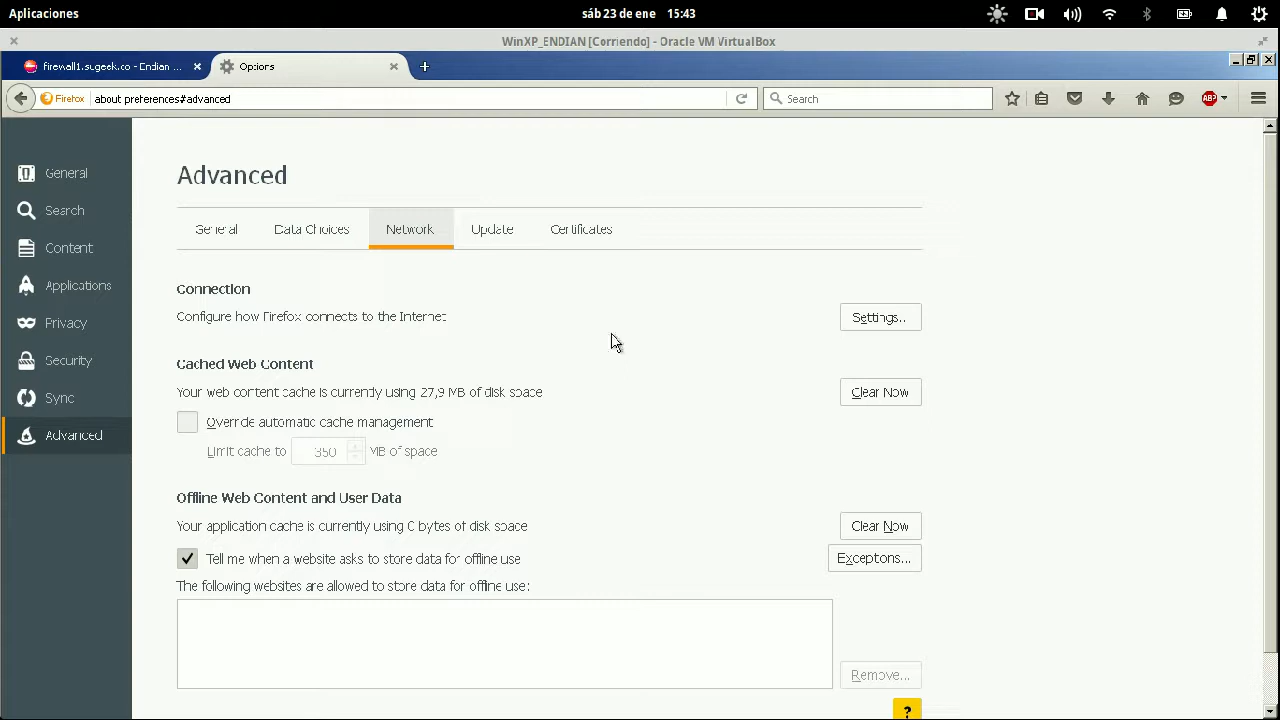 Aplicaciones
sáb 23 de ene 15:43
WinXP_ENDIAN [Corriendo] - Oracle VM VirtualBox
firewall1.sugeek.co - Endian ...
Options
Firefox
about preferences#advanced
Search
ABP
General
Search
Content
Applications
Privacy
Security
Sync
Advanced
Advanced
General
Data Choices
Network
Update
Certificates
Connection
Configure how Firefox connects to the Internet
Settings...
Cached Web Content
Your web content cache is currently using 27,9 MB of disk space
Clear Now
Override automatic cache management
Limit cache to 350 MB of space
Offline Web Content and User Data
Your application cache is currently using 0 bytes of disk space
Clear Now
Tell me when a website asks to store data for offline use
Exceptions...
The following websites are allowed to store data for offline use:
Remove...
?